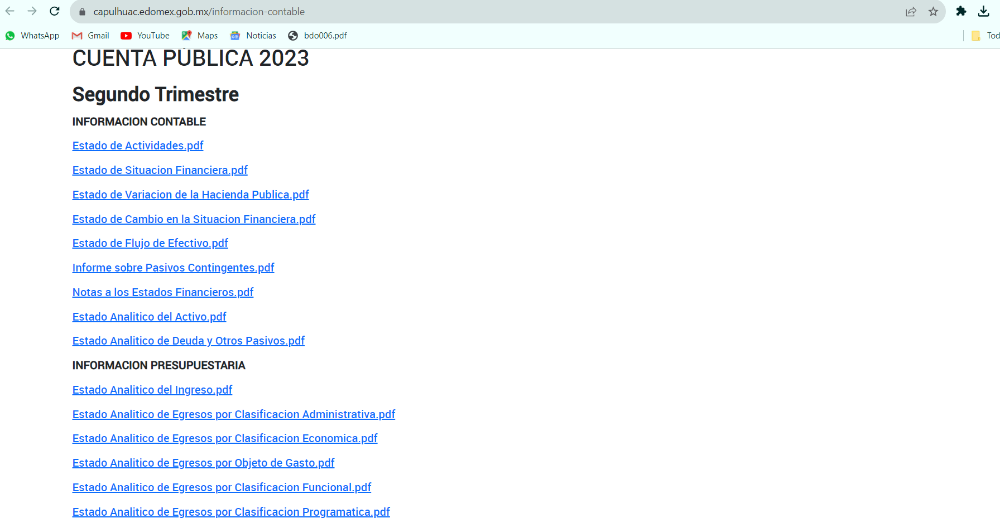 capulhuac.edomex.gob.mx/informacion-contable
WhatsApp Gmail YouTube Maps Noticias bdo006.pdf Tod
CUENTA PÚBLICA 2023
Segundo Trimestre
INFORMACION CONTABLE
Estado de Actividades.pdf
Estado de Situacion Financiera.pdf
Estado de Variacion de la Hacienda Publica.pdf
Estado de Cambio en la Situacion Financiera.pdf
Estado de Flujo de Efectivo.pdf
Informe sobre Pasivos Contingentes.pdf
Notas a los Estados Financieros.pdf
Estado Analitico del Activo.pdf
Estado Analitico de Deuda y Otros Pasivos.pdf
INFORMACION PRESUPUESTARIA
Estado Analitico del Ingreso.pdf
Estado Analitico de Egresos por Clasificacion Administrativa.pdf
Estado Analitico de Egresos por Clasificacion Economica.pdf
Estado Analitico de Egresos por Objeto de Gasto.pdf
Estado Analitico de Egresos por Clasificacion Funcional.pdf
Estado Analitico de Egresos por Clasificacion Programatica.pdf